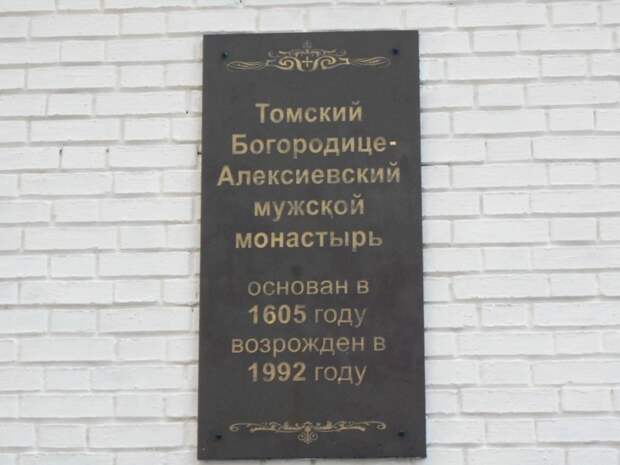 Томский
Богородице-
Алексиевский
мужской
монастырь
основан в
1605 году
возрожден в
1992 году